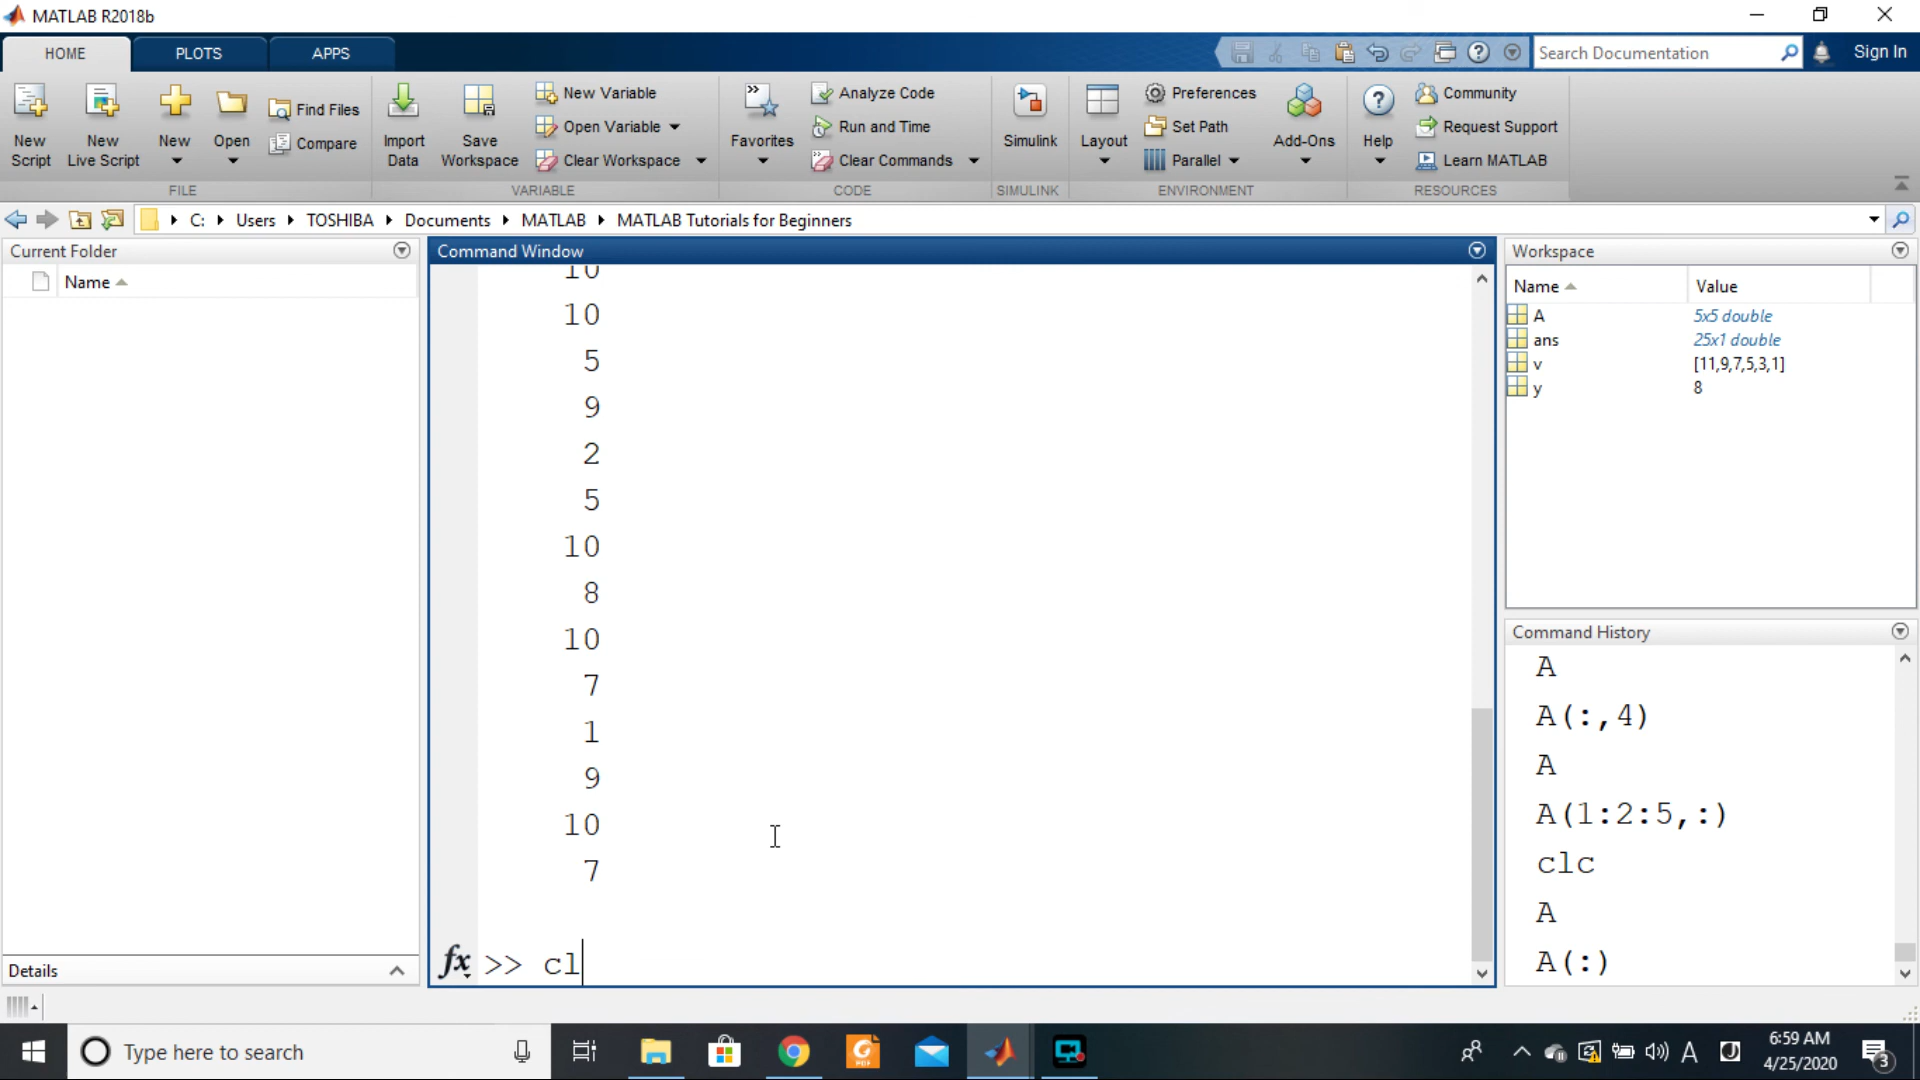 MATLAB R2018b
HOME PLOTS APPS
Search Documentation Sign In
New Script
New Live Script
New
Open
Find Files
Compare
FILE
Import Data
Save Workspace
New Variable
Open Variable
Clear Workspace
VARIABLE
Favorites
Analyze Code
Run and Time
Clear Commands
CODE
Simulink
SIMULINK
Layout
Preferences
Set Path
Parallel
Add-Ons
ENVIRONMENT
Help
Community
Request Support
Learn MATLAB
RESOURCES
C: Users TOSHIBA Documents MATLAB MATLAB Tutorials for Beginners
Current Folder
Name
Details
Command Window
10
10
5
9
2
5
10
8
10
7
1
9
10
7
fx >> cl
Workspace
Name Value
A 5x5 double
ans 25x1 double
v [11,9,7,5,3,1]
y 8
Command History
A
A(:,4)
A
A(1:2:5,:)
clc
A
A(:)
Type here to search
PDF
A
J
6:59 AM
4/25/2020
3